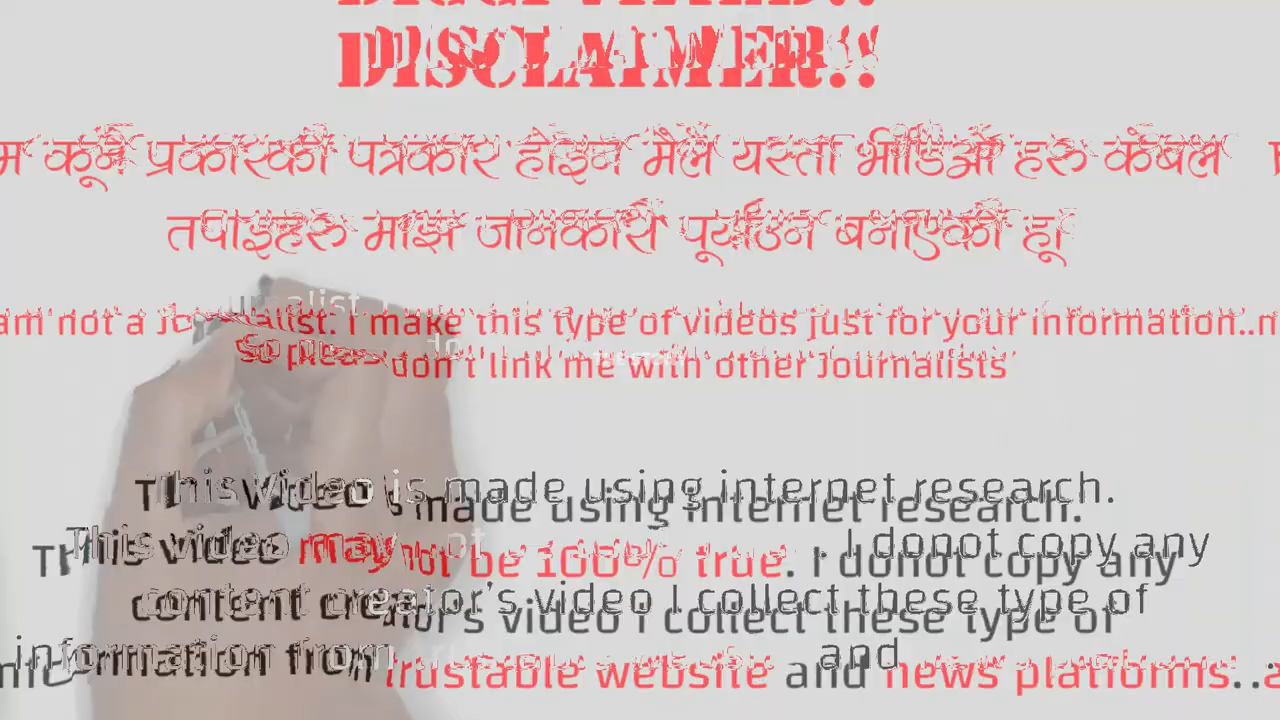 DISCLAIMER!!
म कूनै प्रकारको पत्रकार होइन मैले यस्ता भीडिओ हरु केबल
तपाइहरु माझ जानकारी पूर्याउन बनाएको हू
am not a Journalist. I make this type of videos just for your information..
So please don't link me with other Journalists
This video is made using internet research.
This video may not be 100% true. I donot copy any
content creator's video I collect these type of
information from trustable website and news platforms..